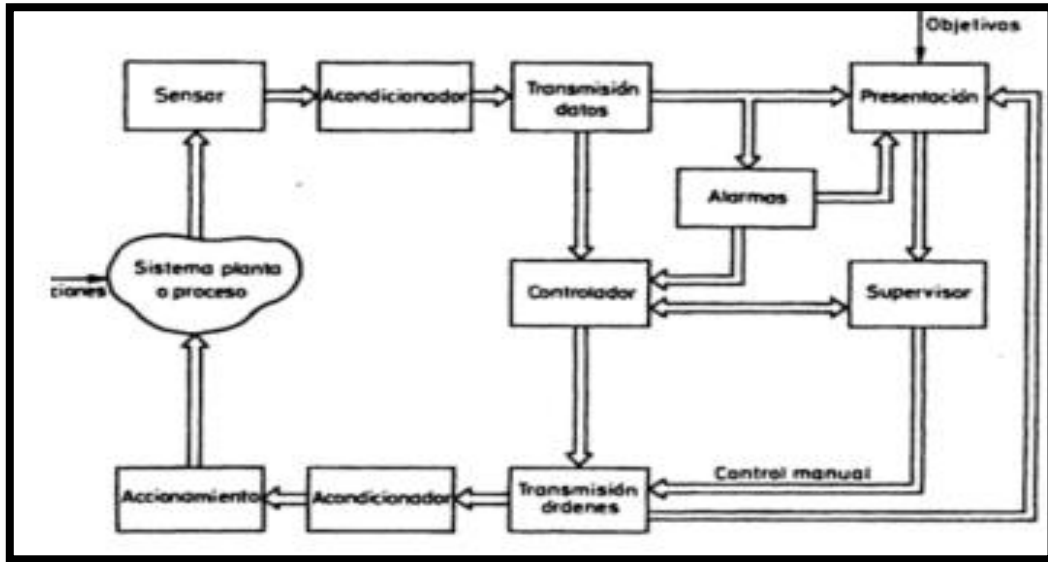 Objetivos
Sensor
Acondicionador
Transmisión
datos
Presentación
Alarmas
Sistema planta
o proceso
ciones
Controlador
Supervisor
Control manual
Accionamiento
Acondicionador
Transmisión
órdenes